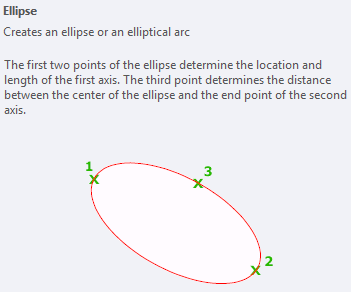 Ellipse
Creates an ellipse or an elliptical arc
The first two points of the ellipse determine the location and
length of the first axis. The third point determines the distance
between the center of the ellipse and the end point of the second
axis.
1
3
2